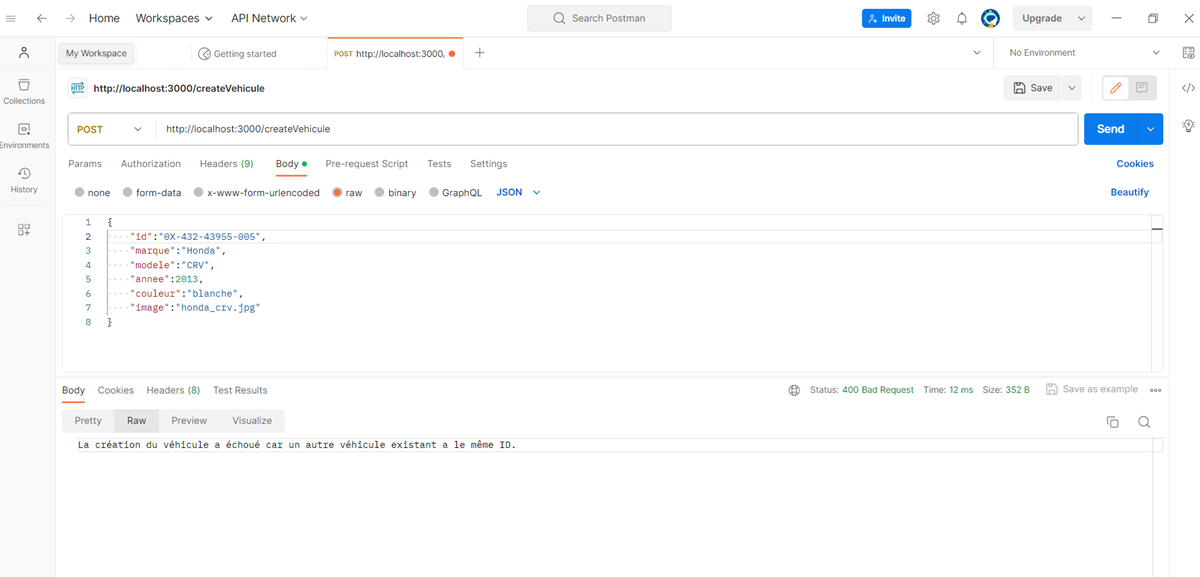 Home Workspaces API Network Search Postman Invite Upgrade
My Workspace Getting started POST http://localhost:3000, No Environment
HTTP http://localhost:3000/createVehicule Save
POST http://localhost:3000/createVehicule Send
Params Authorization Headers (9) Body Pre-request Script Tests Settings Cookies
none form-data x-www-form-urlencoded raw binary GraphQL JSON Beautify
Collections
Environments
History
1 {
2 "id":"0X-432-43955-005",
3 "marque":"Honda",
4 "modele":"CRV",
5 "annee":2013,
6 "couleur":"blanche",
7 "image":"honda_crv.jpg"
8 }
Body Cookies Headers (8) Test Results Status: 400 Bad Request Time: 12 ms Size: 352 B Save as example
Pretty Raw Preview Visualize
La création du véhicule a échoué car un autre véhicule existant a le même ID.